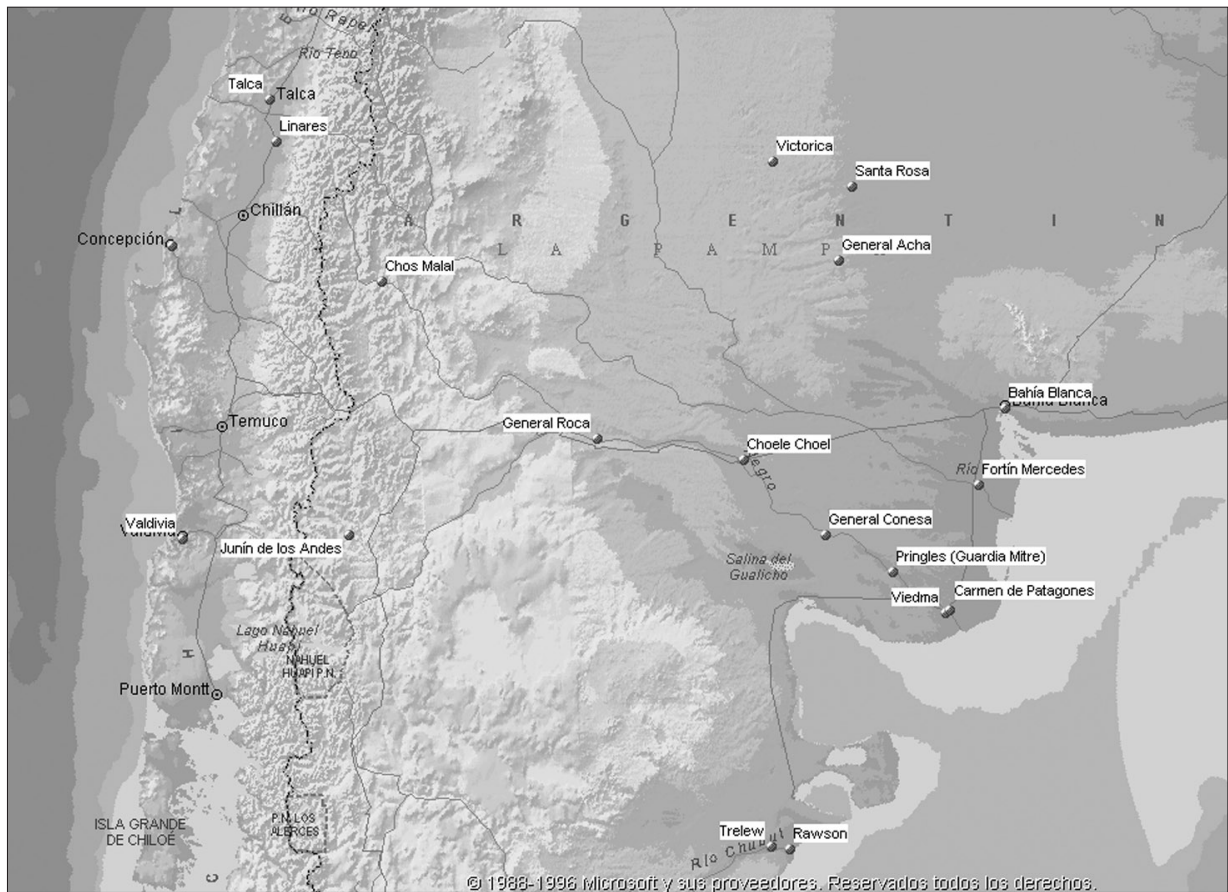 Río Rapel
Río Teno
Talca
Talca
Linares
Victorica
Santa Rosa
Chillán
A R G E N T I N
Concepción
General Acha
L A P A M P
Chos Malal
Bahía Blanca
Bahía Blanca
Temuco
General Roca
Choele Choel
Negro
Río
Fortín Mercedes
Valdivia
Valdivia
General Conesa
Junín de los Andes
Salina del
Gualicho
Pringles (Guardia Mitre)
Viedma
Carmen de Patagones
Lago Nahuel
Huapi
H
NAHUEL
HUAPI P.N.
Puerto Montt
ISLA GRANDE
DE CHILOÉ
P.N. LOS
ALERCES
Trelew
Rawson
Río Chubut
C
© 1988-1996 Microsoft y sus proveedores. Reservados todos los derechos.